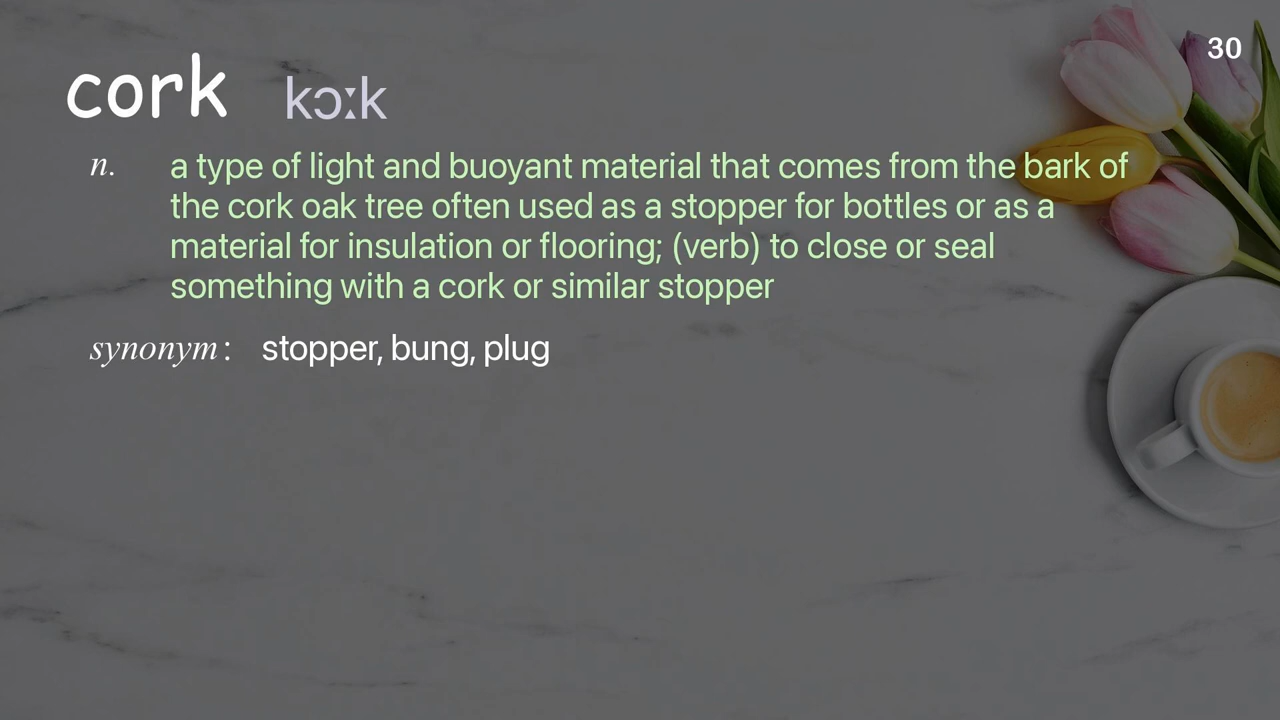 30
cork kɔːk
n. a type of light and buoyant material that comes from the bark of
the cork oak tree often used as a stopper for bottles or as a
material for insulation or flooring; (verb) to close or seal
something with a cork or similar stopper
synonym: stopper, bung, plug